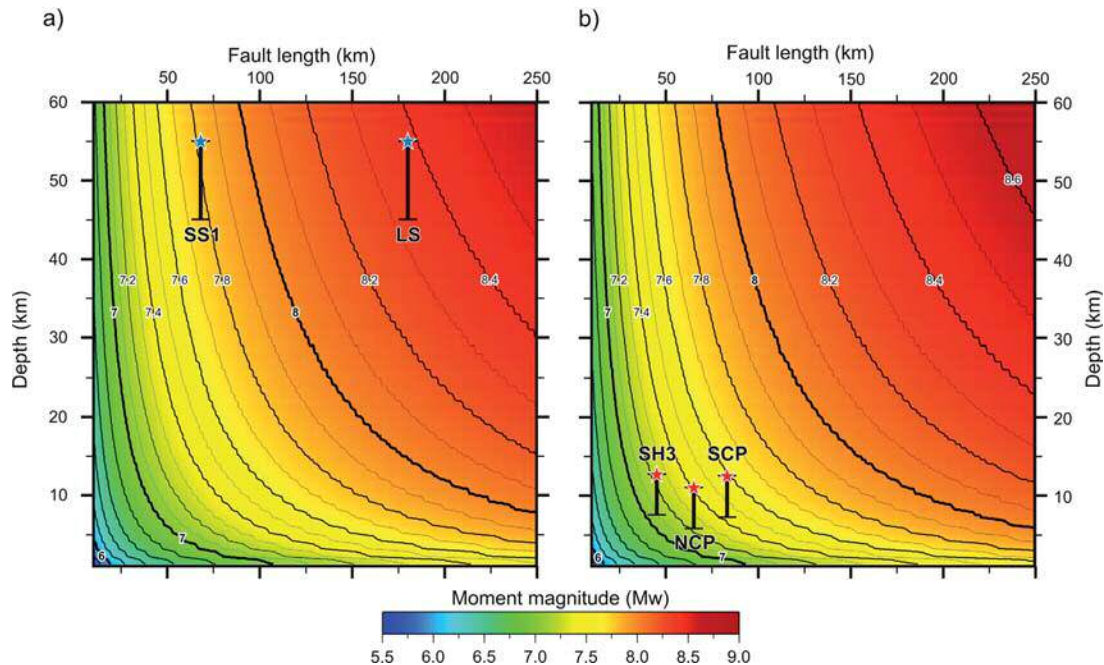 a)
b)
Fault length (km)
Fault length (km)
50 100 150 200 250
50 100 150 200 250
60
50
40
30
20
10
Depth (km)
60
50
40
30
20
10
Depth (km)
SS1
LS
7.2
7.4
7.6
7.8
8
8.2
8.4
7
7
6
8.6
7.2
7.4
7.6
7.8
8
8.2
8.4
7
SH3
SCP
NCP
7
6
Moment magnitude (Mw)
5.5 6.0 6.5 7.0 7.5 8.0 8.5 9.0